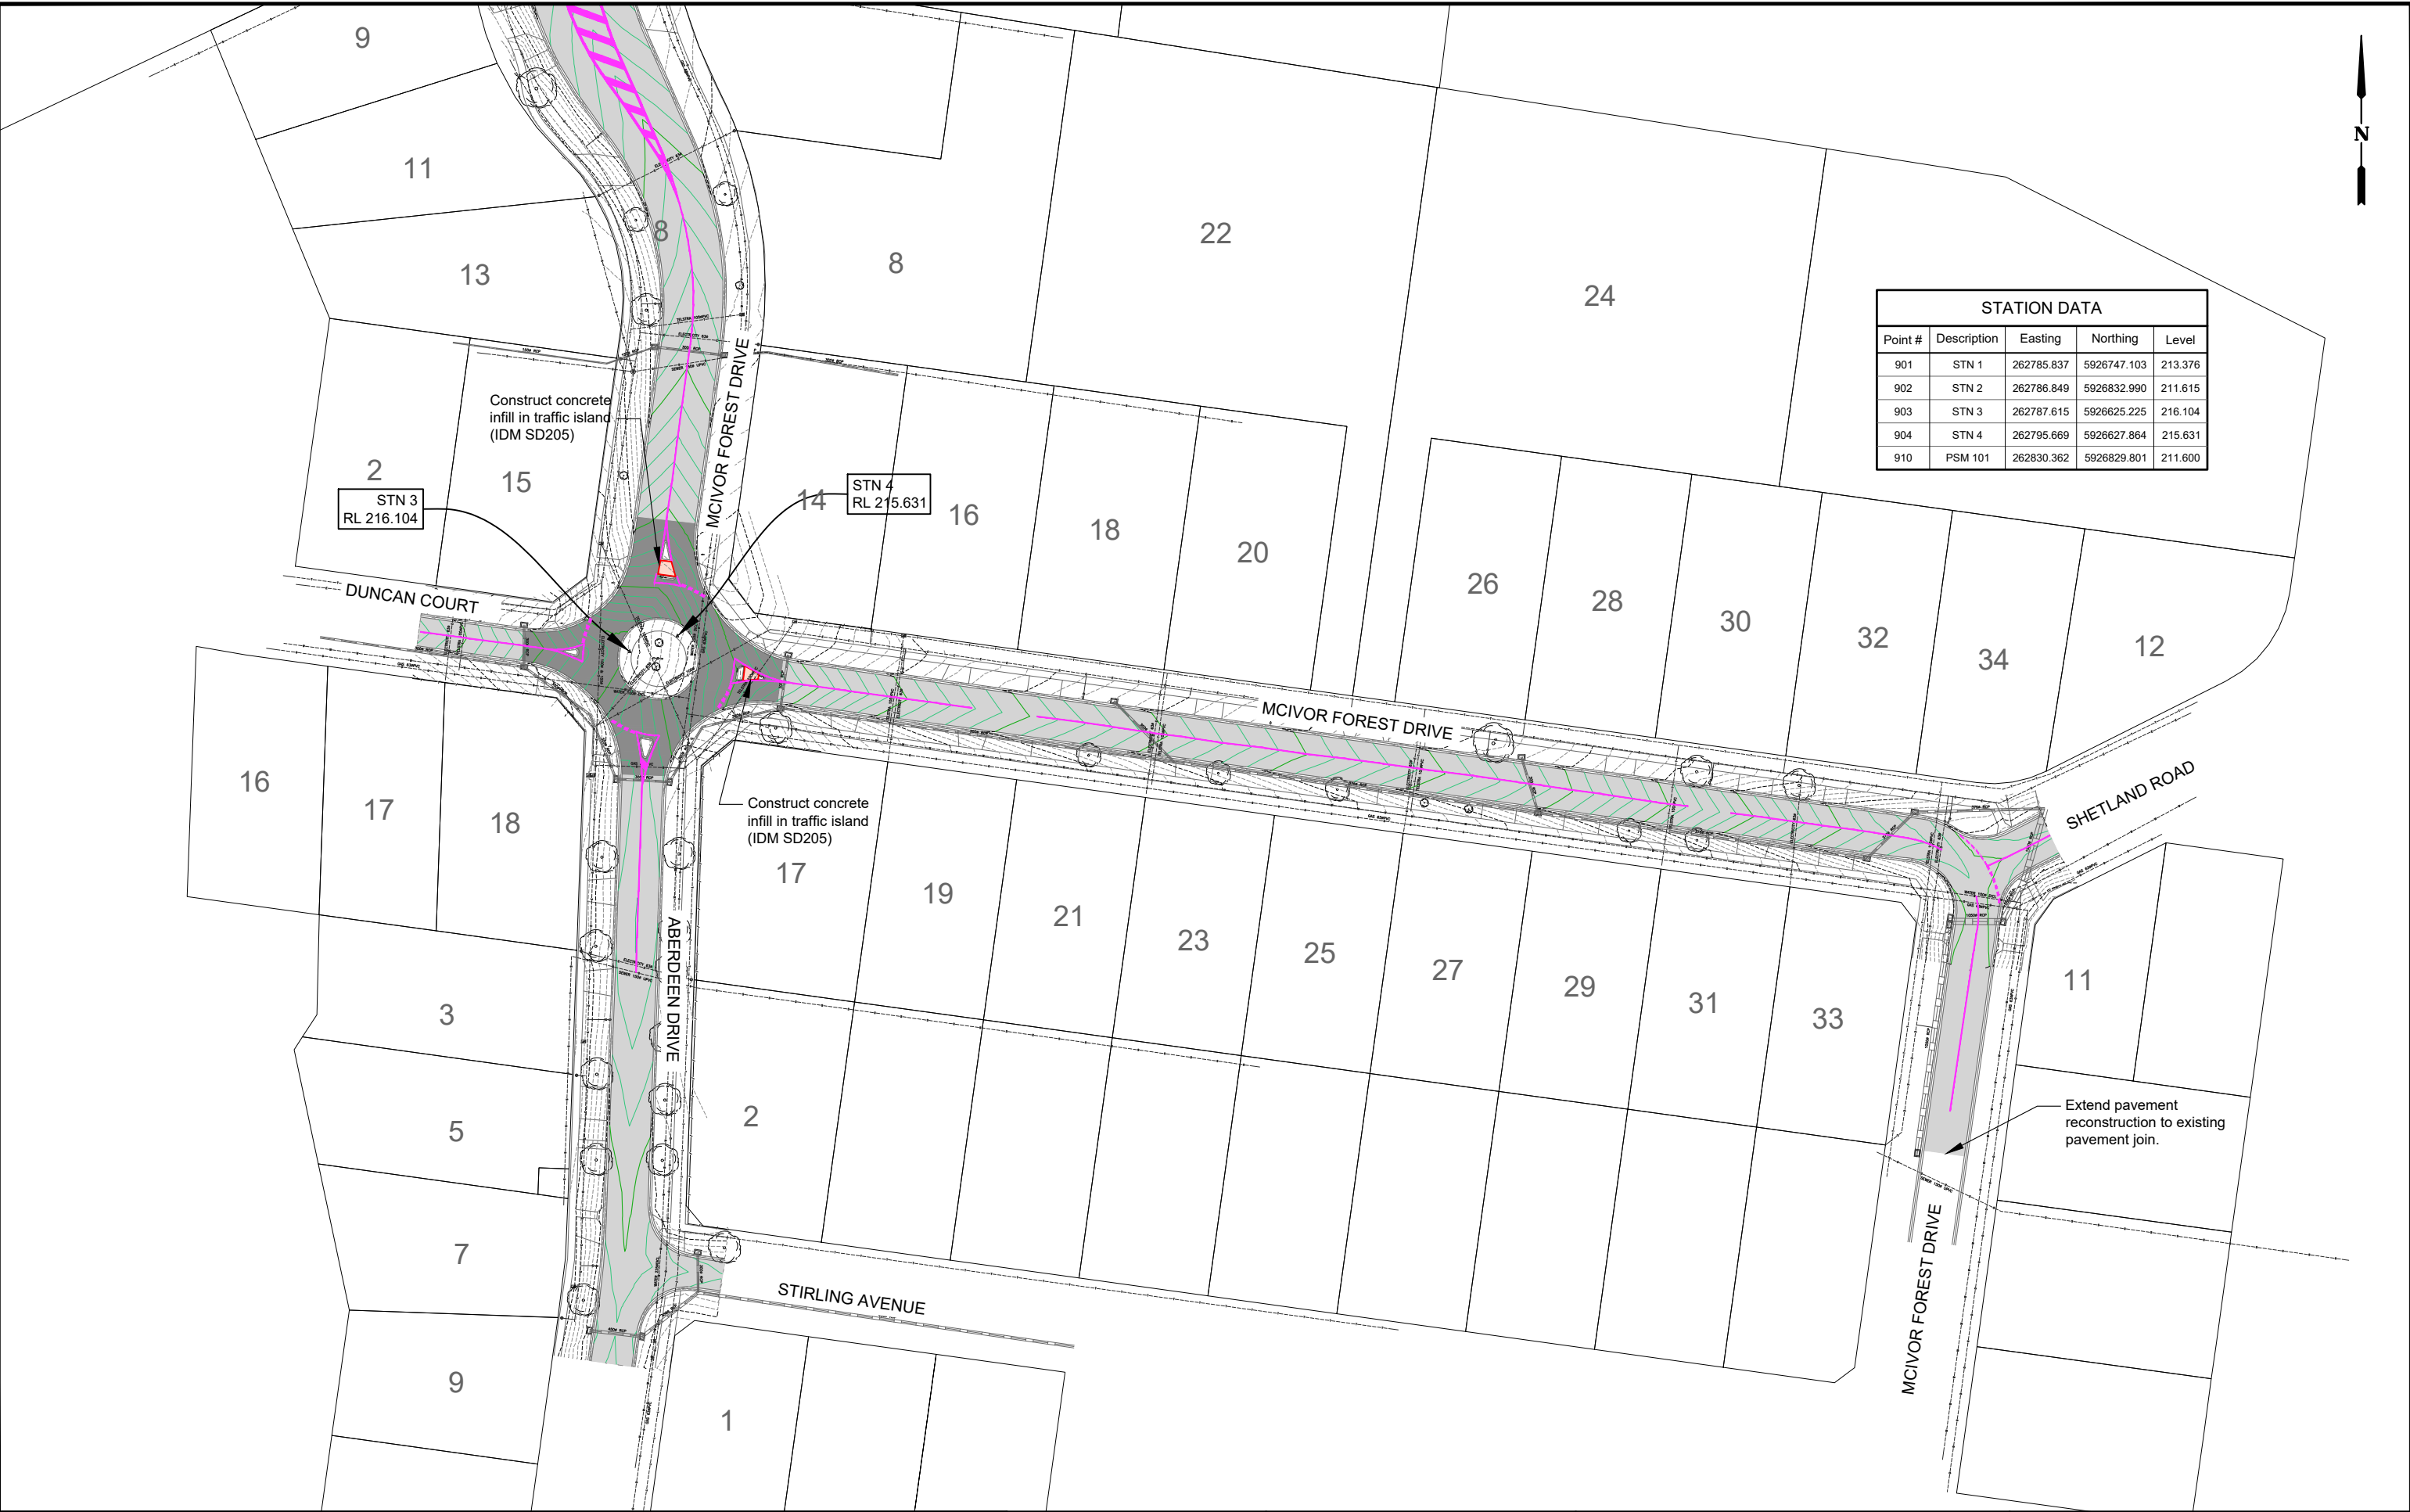 N
9
11
13
8
8
22
24
STATION DATA
Point # Description Easting Northing Level
901 STN 1 262785.837 5926747.103 213.376
902 STN 2 262786.849 5926832.990 211.615
903 STN 3 262787.615 5926625.225 216.104
904 STN 4 262795.669 5926627.864 215.631
910 PSM 101 262830.362 5926829.801 211.600
Construct concrete
infill in traffic island
(IDM SD205)
MCIVOR FOREST DRIVE
2
15
STN 3
RL 216.104
14
STN 4
RL 215.631
16
18
20
26
28
30
32
34
12
DUNCAN COURT
MCIVOR FOREST DRIVE
SHETLAND ROAD
16
17
18
Construct concrete
infill in traffic island
(IDM SD205)
17
19
21
23
25
27
29
31
33
11
ABERDEEN DRIVE
3
5
2
7
9
1
Extend pavement
reconstruction to existing
pavement join.
STIRLING AVENUE
MCIVOR FOREST DRIVE